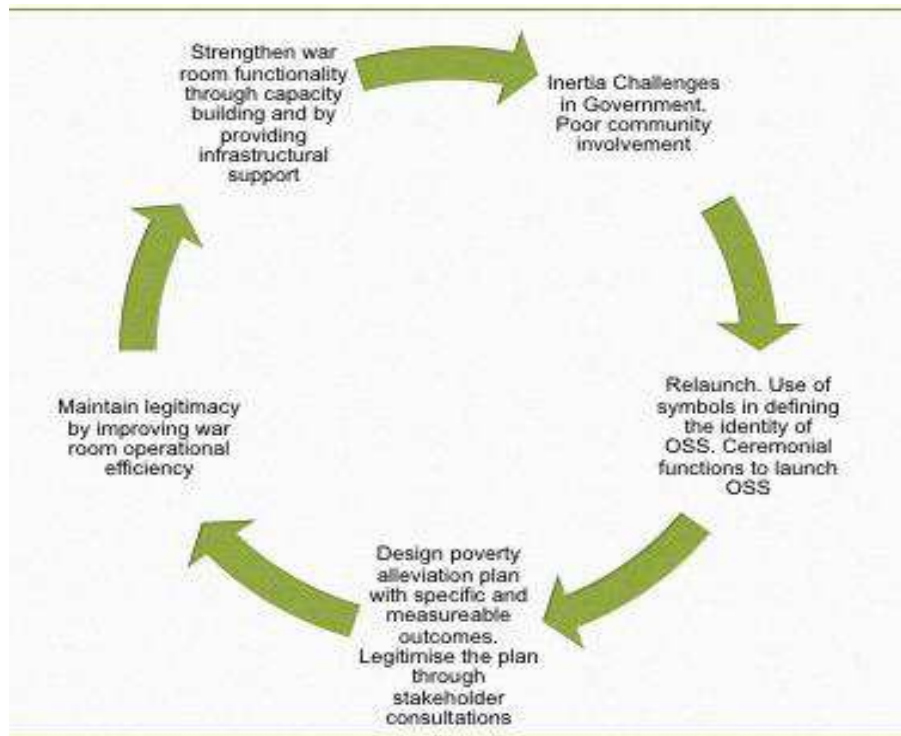 Strengthen war
room functionality
through capacity
building and by
providing
infrastructural
support
Inertia Challenges
in Government.
Poor community
involvement
Relaunch. Use of
symbols in defining
the identity of
OSS. Ceremonial
functions to launch
OSS
Design poverty
alleviation plan
with specific and
measureable
outcomes.
Legitimise the plan
through
stakeholder
consultations
Maintain legitimacy
by improving war
room operational
efficiency